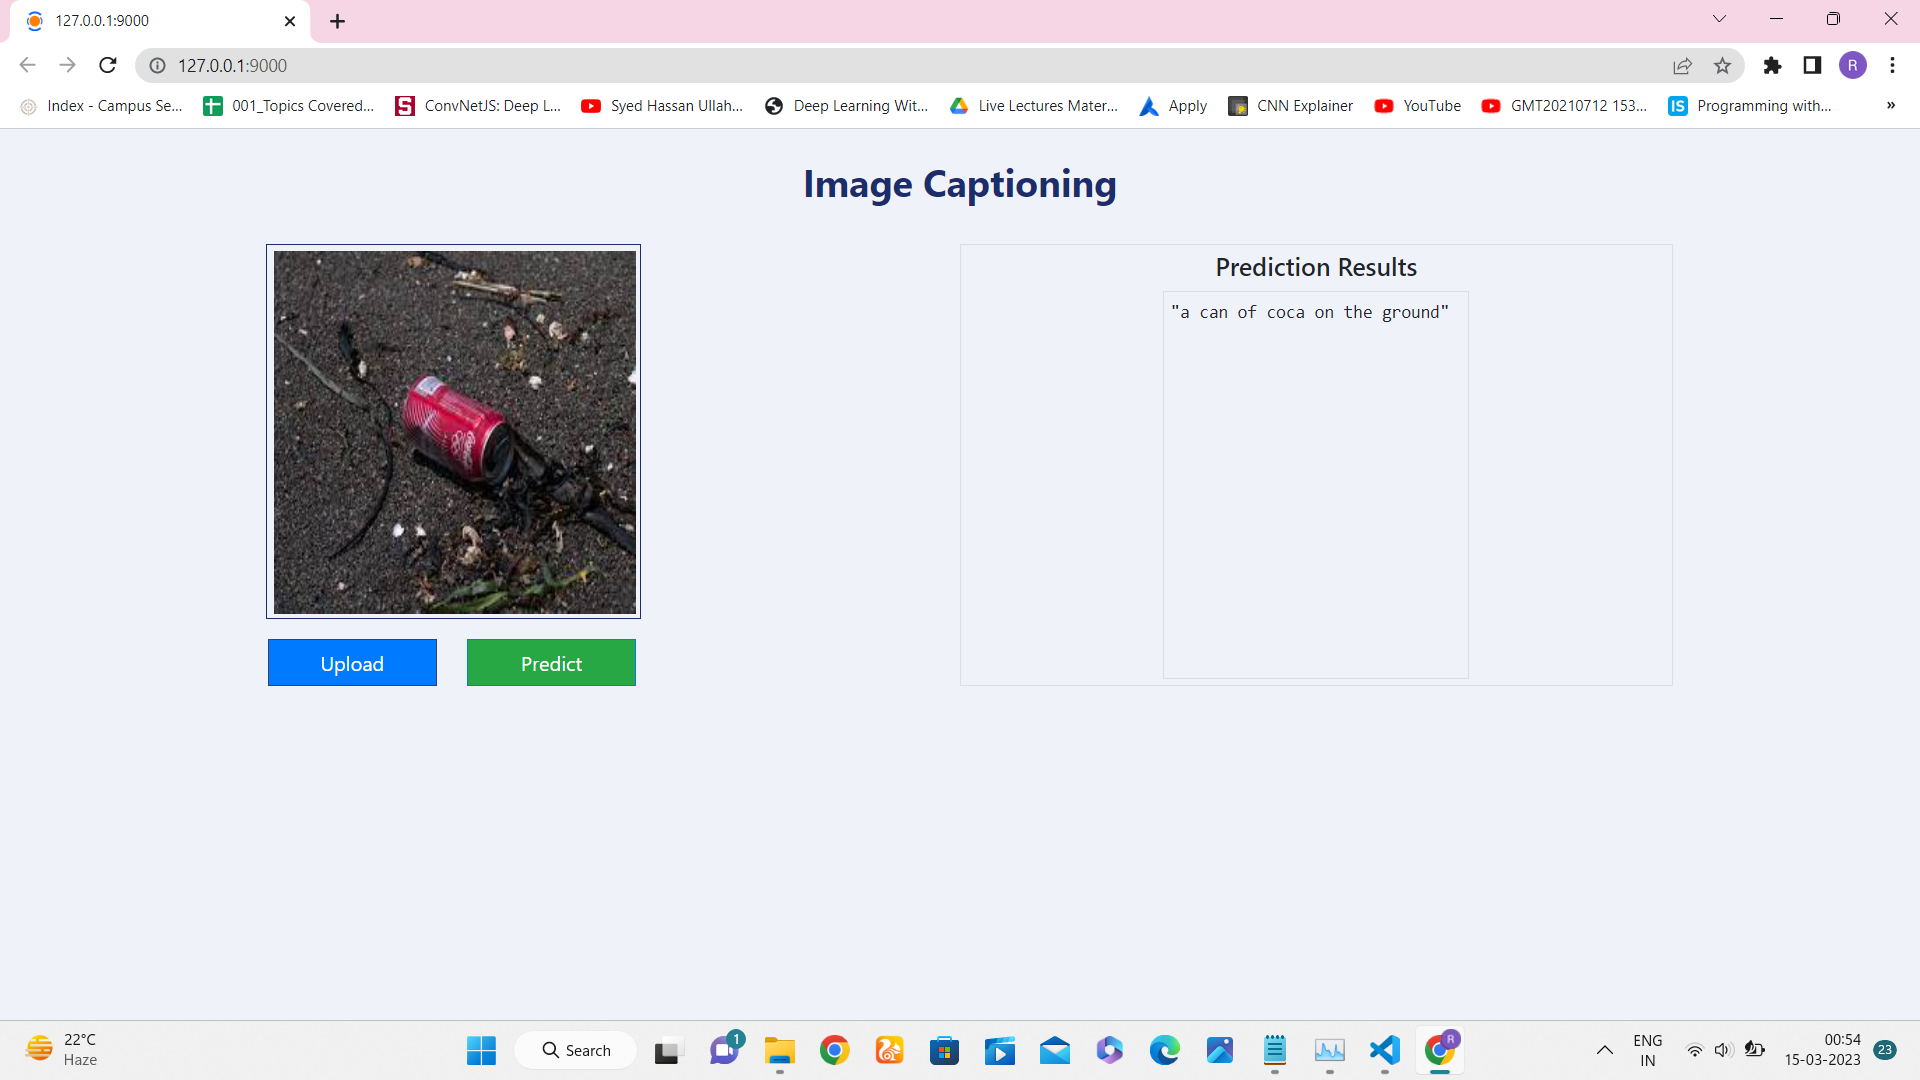 127.0.0.1:9000
127.0.0.1:9000
R
Index - Campus Se...
001_Topics Covered...
ConvNetJS: Deep L...
Syed Hassan Ullah...
Deep Learning Wit...
Live Lectures Mater...
Apply
CNN Explainer
YouTube
GMT20210712 153...
IS Programming with...
»
Image Captioning
Prediction Results
"a can of coca on the ground"
Upload
Predict
22°C
Haze
Search
1
R
ENG
IN
00:54
15-03-2023
23